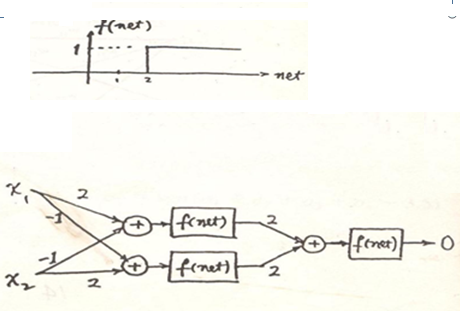 f(net)
1
1 2 net
x₁ 2
-1
+ f(net) 2
-1
+ f(net) O
x₂ 2
+ f(net) 2